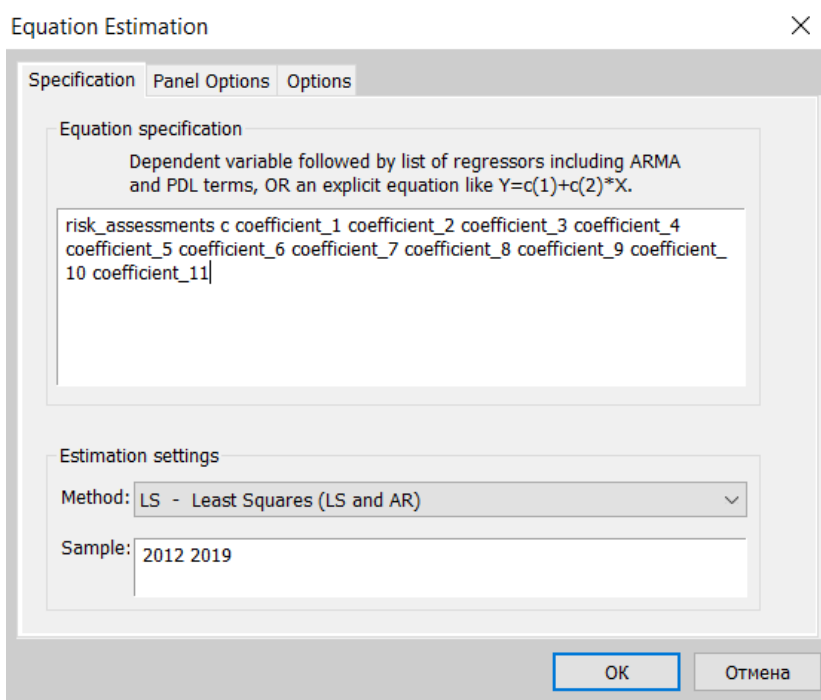 Equation Estimation
Specification Panel Options Options
Equation specification
Dependent variable followed by list of regressors including ARMA
and PDL terms, OR an explicit equation like Y=c(1)+c(2)*X.
risk_assessments c coefficient_1 coefficient_2 coefficient_3 coefficient_4
coefficient_5 coefficient_6 coefficient_7 coefficient_8 coefficient_9 coefficient_
10 coefficient_11
Estimation settings
Method: LS - Least Squares (LS and AR)
Sample: 2012 2019
OK Отмена